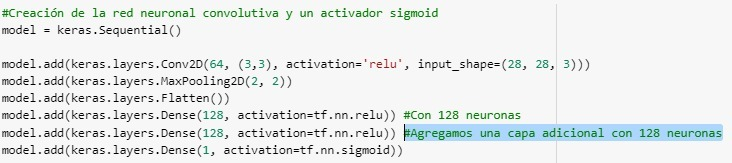 #Creación de la red neuronal convolutiva y un activador sigmoid
model = keras.Sequential()
model.add(keras.layers.Conv2D(64, (3,3), activation='relu', input_shape=(28, 28, 3)))
model.add(keras.layers.MaxPooling2D(2, 2))
model.add(keras.layers.Flatten())
model.add(keras.layers.Dense(128, activation=tf.nn.relu)) #Con 128 neuronas
model.add(keras.layers.Dense(128, activation=tf.nn.relu)) #Agregamos una capa adicional con 128 neuronas
model.add(keras.layers.Dense(1, activation=tf.nn.sigmoid))